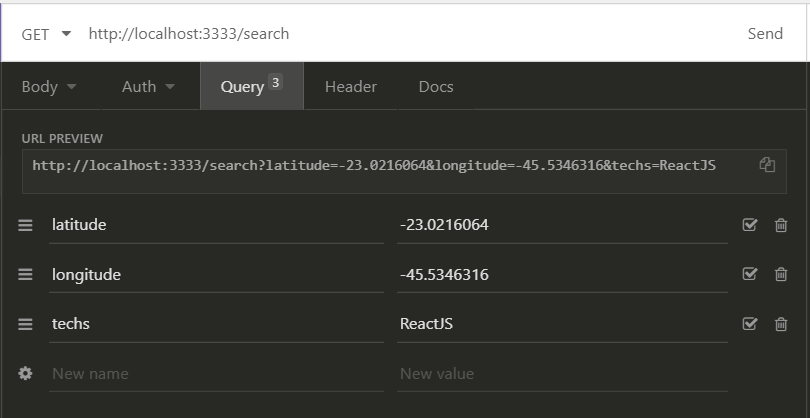 GET http://localhost:3333/search Send
Body Auth Query 3 Header Docs
URL PREVIEW
http://localhost:3333/search?latitude=-23.0216064&longitude=-45.5346316&techs=ReactJS
latitude -23.0216064
longitude -45.5346316
techs ReactJS
New name New value